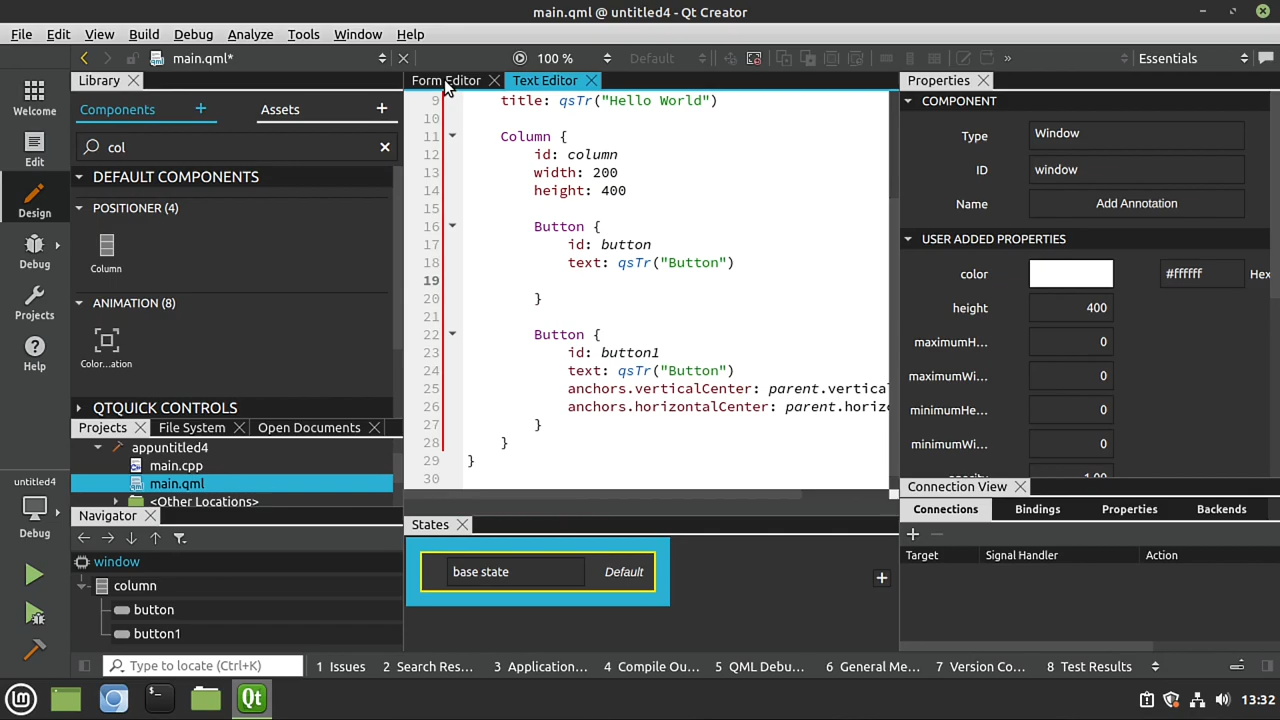 main.qml @ untitled4 - Qt Creator
File Edit View Build Debug Analyze Tools Window Help
main.qml* 100 % Default » Essentials
Welcome
Edit
Design
Debug
Projects
Help
untitled4
Debug
Library
Components + Assets +
col
DEFAULT COMPONENTS
POSITIONER (4)
Column
ANIMATION (8)
Color...ation
QTQUICK CONTROLS
Projects File System Open Documents
appuntitled4
main.cpp
main.qml
<Other Locations>
Navigator
window
column
button
button1
Form Editor Text Editor
9 title: qsTr("Hello World")
10
11 Column {
12 id: column
13 width: 200
14 height: 400
15
16 Button {
17 id: button
18 text: qsTr("Button")
19
20 }
21
22 Button {
23 id: button1
24 text: qsTr("Button")
25 anchors.verticalCenter: parent.vertical
26 anchors.horizontalCenter: parent.horiz
27 }
28 }
29 }
30
States
base state Default
Properties
COMPONENT
Type Window
ID window
Name Add Annotation
USER ADDED PROPERTIES
color #ffffff Hex
height 400
maximumH... 0
maximumWi... 0
minimumHe... 0
minimumWi... 0
Connection View
Connections Bindings Properties Backends
Target Signal Handler Action
Type to locate (Ctrl+K) 1 Issues 2 Search Res... 3 Application... 4 Compile Ou... 5 QML Debu... 6 General Me... 7 Version Co... 8 Test Results
Qt 13:32